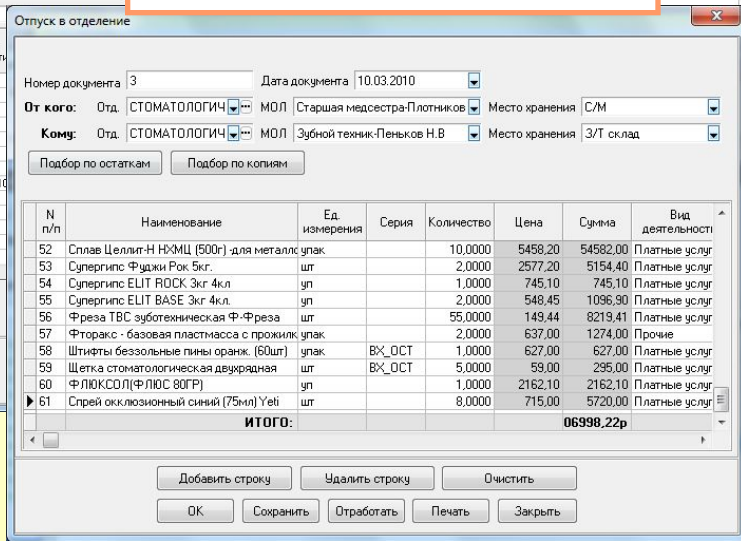 Отпуск в отделение
Номер документа 3 Дата документа 10.03.2010
От кого: Отд. СТОМАТОЛОГИЧ МОЛ Старшая медсестра-Плотников Место хранения С/М
Кому: Отд. СТОМАТОЛОГИЧ МОЛ Зубной техник-Пеньков Н.В Место хранения З/Т склад
Подбор по остаткам Подбор по копиям
N п/п Наименование Ед. измерения Серия Количество Цена Сумма Вид деятельности
52 Сплав Целлит-Н НХМЦ (500г) -для металло упак 10,0000 5458,20 54582,00 Платные услуг
53 Супергипс Фуджи Рок 5кг. шт 2,0000 2577,20 5154,40 Платные услуг
54 Супергипс ELIT ROCK 3кг 4кл уп 1,0000 745,10 745,10 Платные услуг
55 Супергипс ELIT BASE 3кг 4кл. уп 2,0000 548,45 1096,90 Платные услуг
56 Фреза ТВС зуботехническая Ф-Фреза шт 55,0000 149,44 8219,41 Платные услуг
57 Фторакс - базовая пластмасса с прожилк упак 2,0000 637,00 1274,00 Прочие
58 Штифты беззольные пины оранж. (60шт) упак ВХ_ОСТ 1,0000 627,00 627,00 Платные услуг
59 Щетка стоматологическая двухрядная шт ВХ_ОСТ 5,0000 59,00 295,00 Платные услуг
60 ФЛЮКСОЛ(ФЛЮС 80ГР) уп 1,0000 2162,10 2162,10 Платные услуг
61 Спрей окклюзионный синий (75мл) Yeti шт 8,0000 715,00 5720,00 Платные услуг
ИТОГО: 06998,22р
Добавить строку Удалить строку Очистить
OK Сохранить Отработать Печать Закрыть